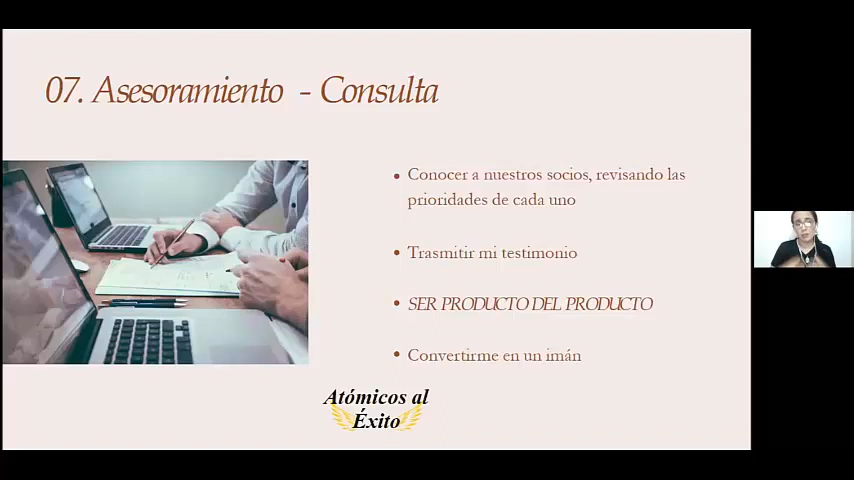 07. Asesoramiento - Consulta
• Conocer a nuestros socios, revisando las
prioridades de cada uno
• Trasmitir mi testimonio
• SER PRODUCTO DEL PRODUCTO
• Convertirme en un imán
Atómicos al
Éxito